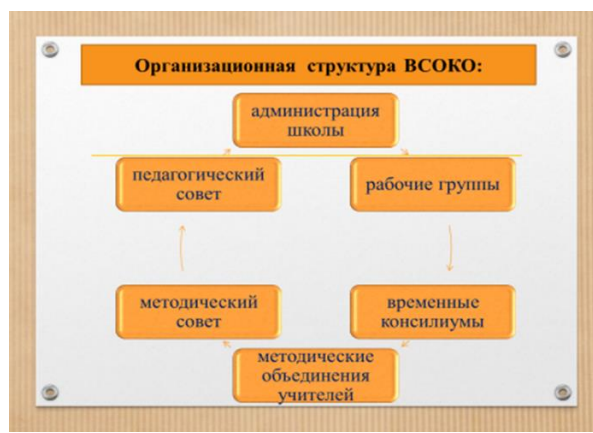 Организационная структура ВСОКО:
администрация
школы
педагогический
совет
рабочие группы
методический
совет
временные
консилиумы
методические
объединения
учителей